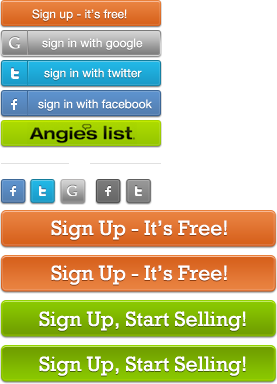 Sign up - it's free!
G sign in with google
t sign in with twitter
f sign in with facebook
Angie's list.
f t G f t
Sign Up - It's Free!
Sign Up - It's Free!
Sign Up, Start Selling!
Sign Up, Start Selling!